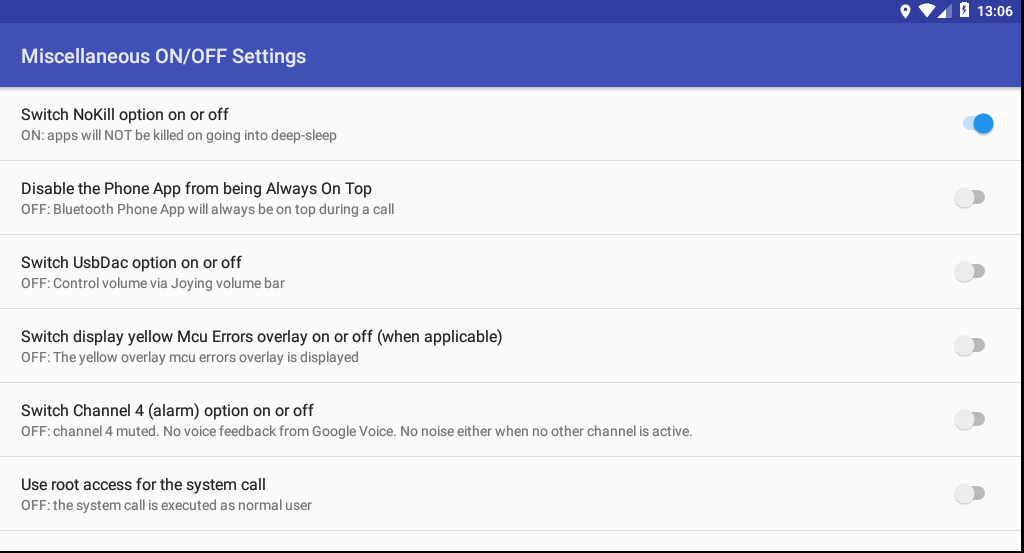 13:06
Miscellaneous ON/OFF Settings
Switch NoKill option on or off
ON: apps will NOT be killed on going into deep-sleep
Disable the Phone App from being Always On Top
OFF: Bluetooth Phone App will always be on top during a call
Switch UsbDac option on or off
OFF: Control volume via Joying volume bar
Switch display yellow Mcu Errors overlay on or off (when applicable)
OFF: The yellow overlay mcu errors overlay is displayed
Switch Channel 4 (alarm) option on or off
OFF: channel 4 muted. No voice feedback from Google Voice. No noise either when no other channel is active.
Use root access for the system call
OFF: the system call is executed as normal user